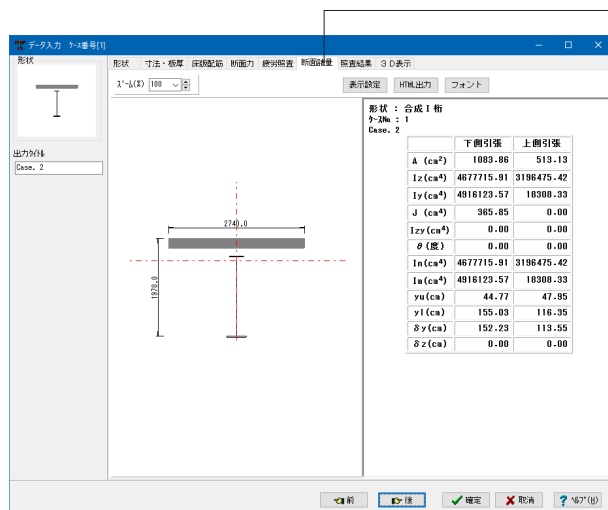 データ入力 ｹｰｽ番号[1]
形状
形状 寸法・板厚 床版配筋 断面力 疲労照査 断面諸量 照査結果 ３Ｄ表示
ｽﾞｰﾑ(%) 100
表示設定 HTML出力 フォント
出力ﾀｲﾄﾙ
Case. 2
2740.0
1970.0
形状 : 合成Ｉ桁
ｹｰｽNo : 1
Case. 2
下側引張 上側引張
A (cm²) 1083.86 513.13
Iz(cm⁴) 4677715.91 3196475.42
Iy(cm⁴) 4916123.57 18308.33
J (cm⁴) 365.85 0.00
Izy(cm⁴) 0.00 0.00
θ(度) 0.00 0.00
In(cm⁴) 4677715.91 3196475.42
Im(cm⁴) 4916123.57 18308.33
yu(cm) 44.77 47.95
yl(cm) 155.03 116.35
δy(cm) 152.23 113.55
δz(cm) 0.00 0.00
前 後 確定 取消 ﾍﾙﾌﾟ(H)